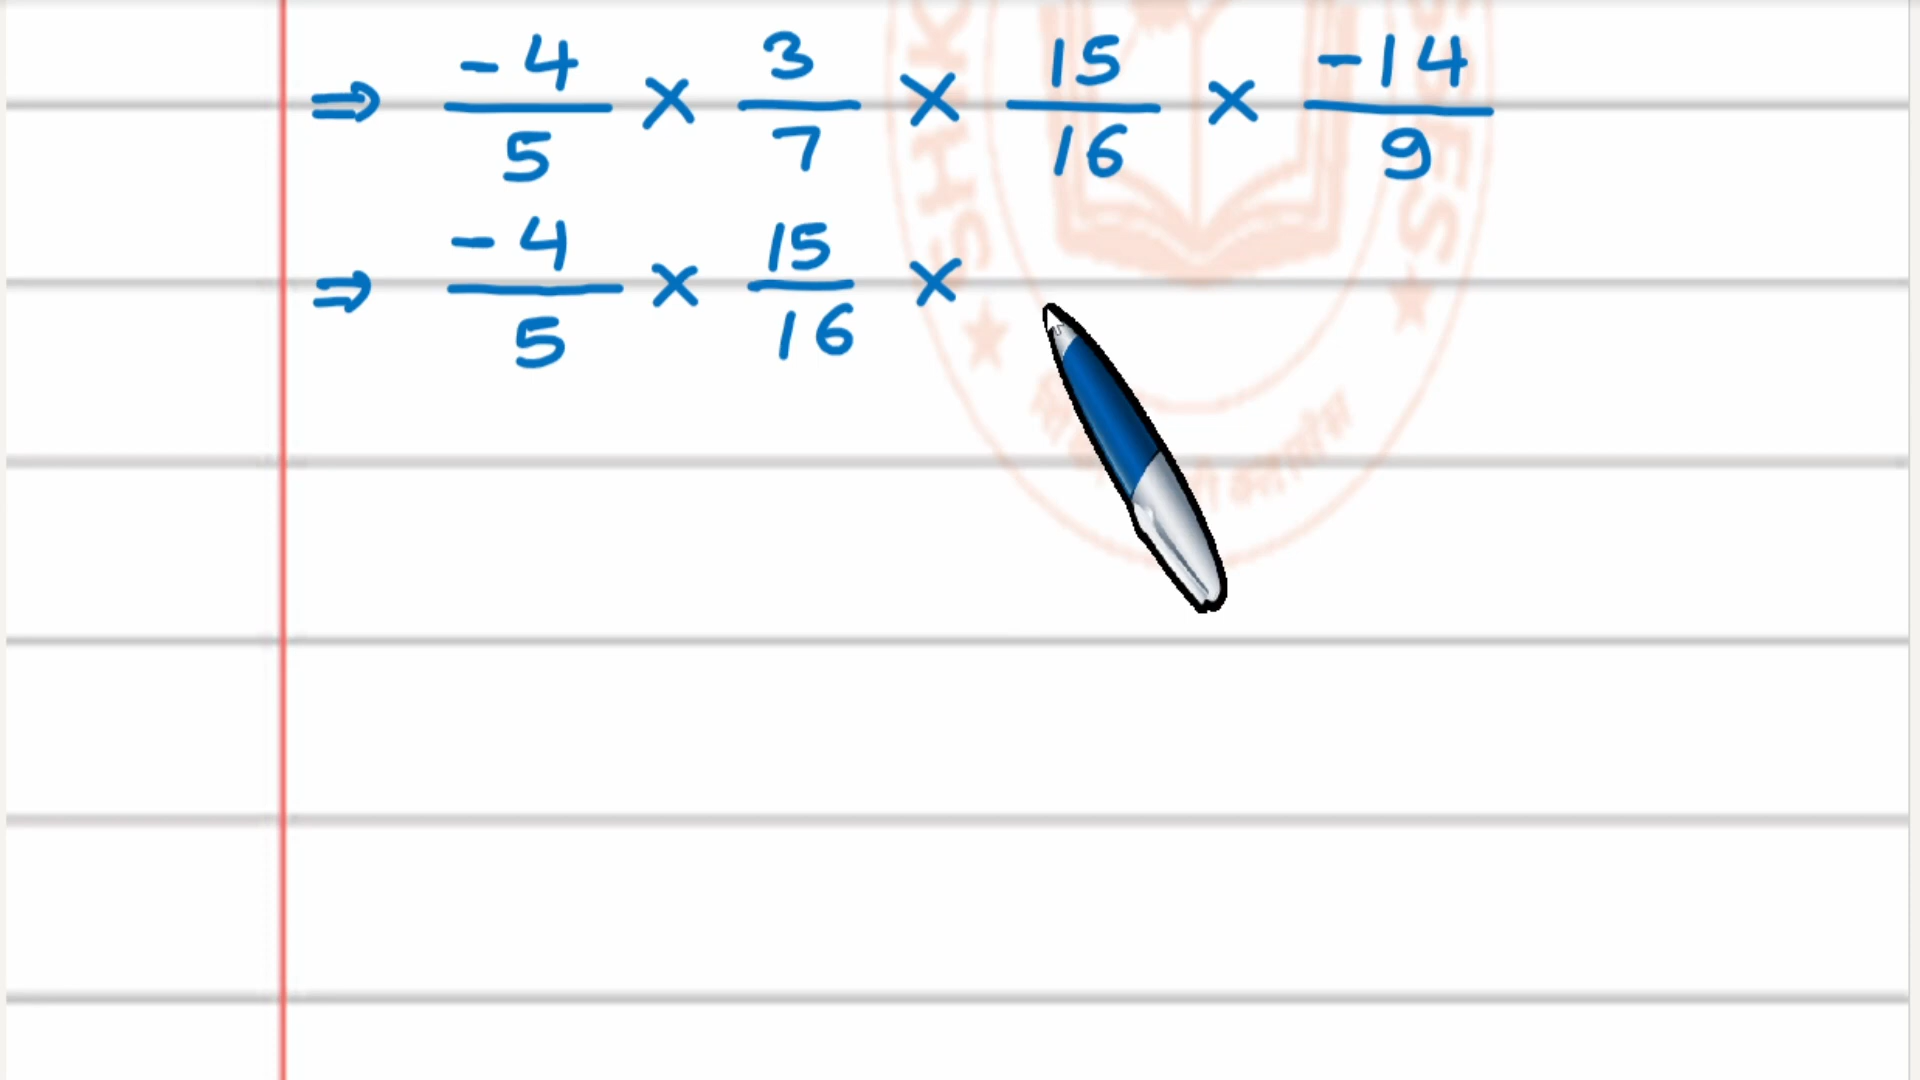 ⇒ -4/5 × 3/7 × 15/16 × -14/9
⇒ -4/5 × 15/16 ×